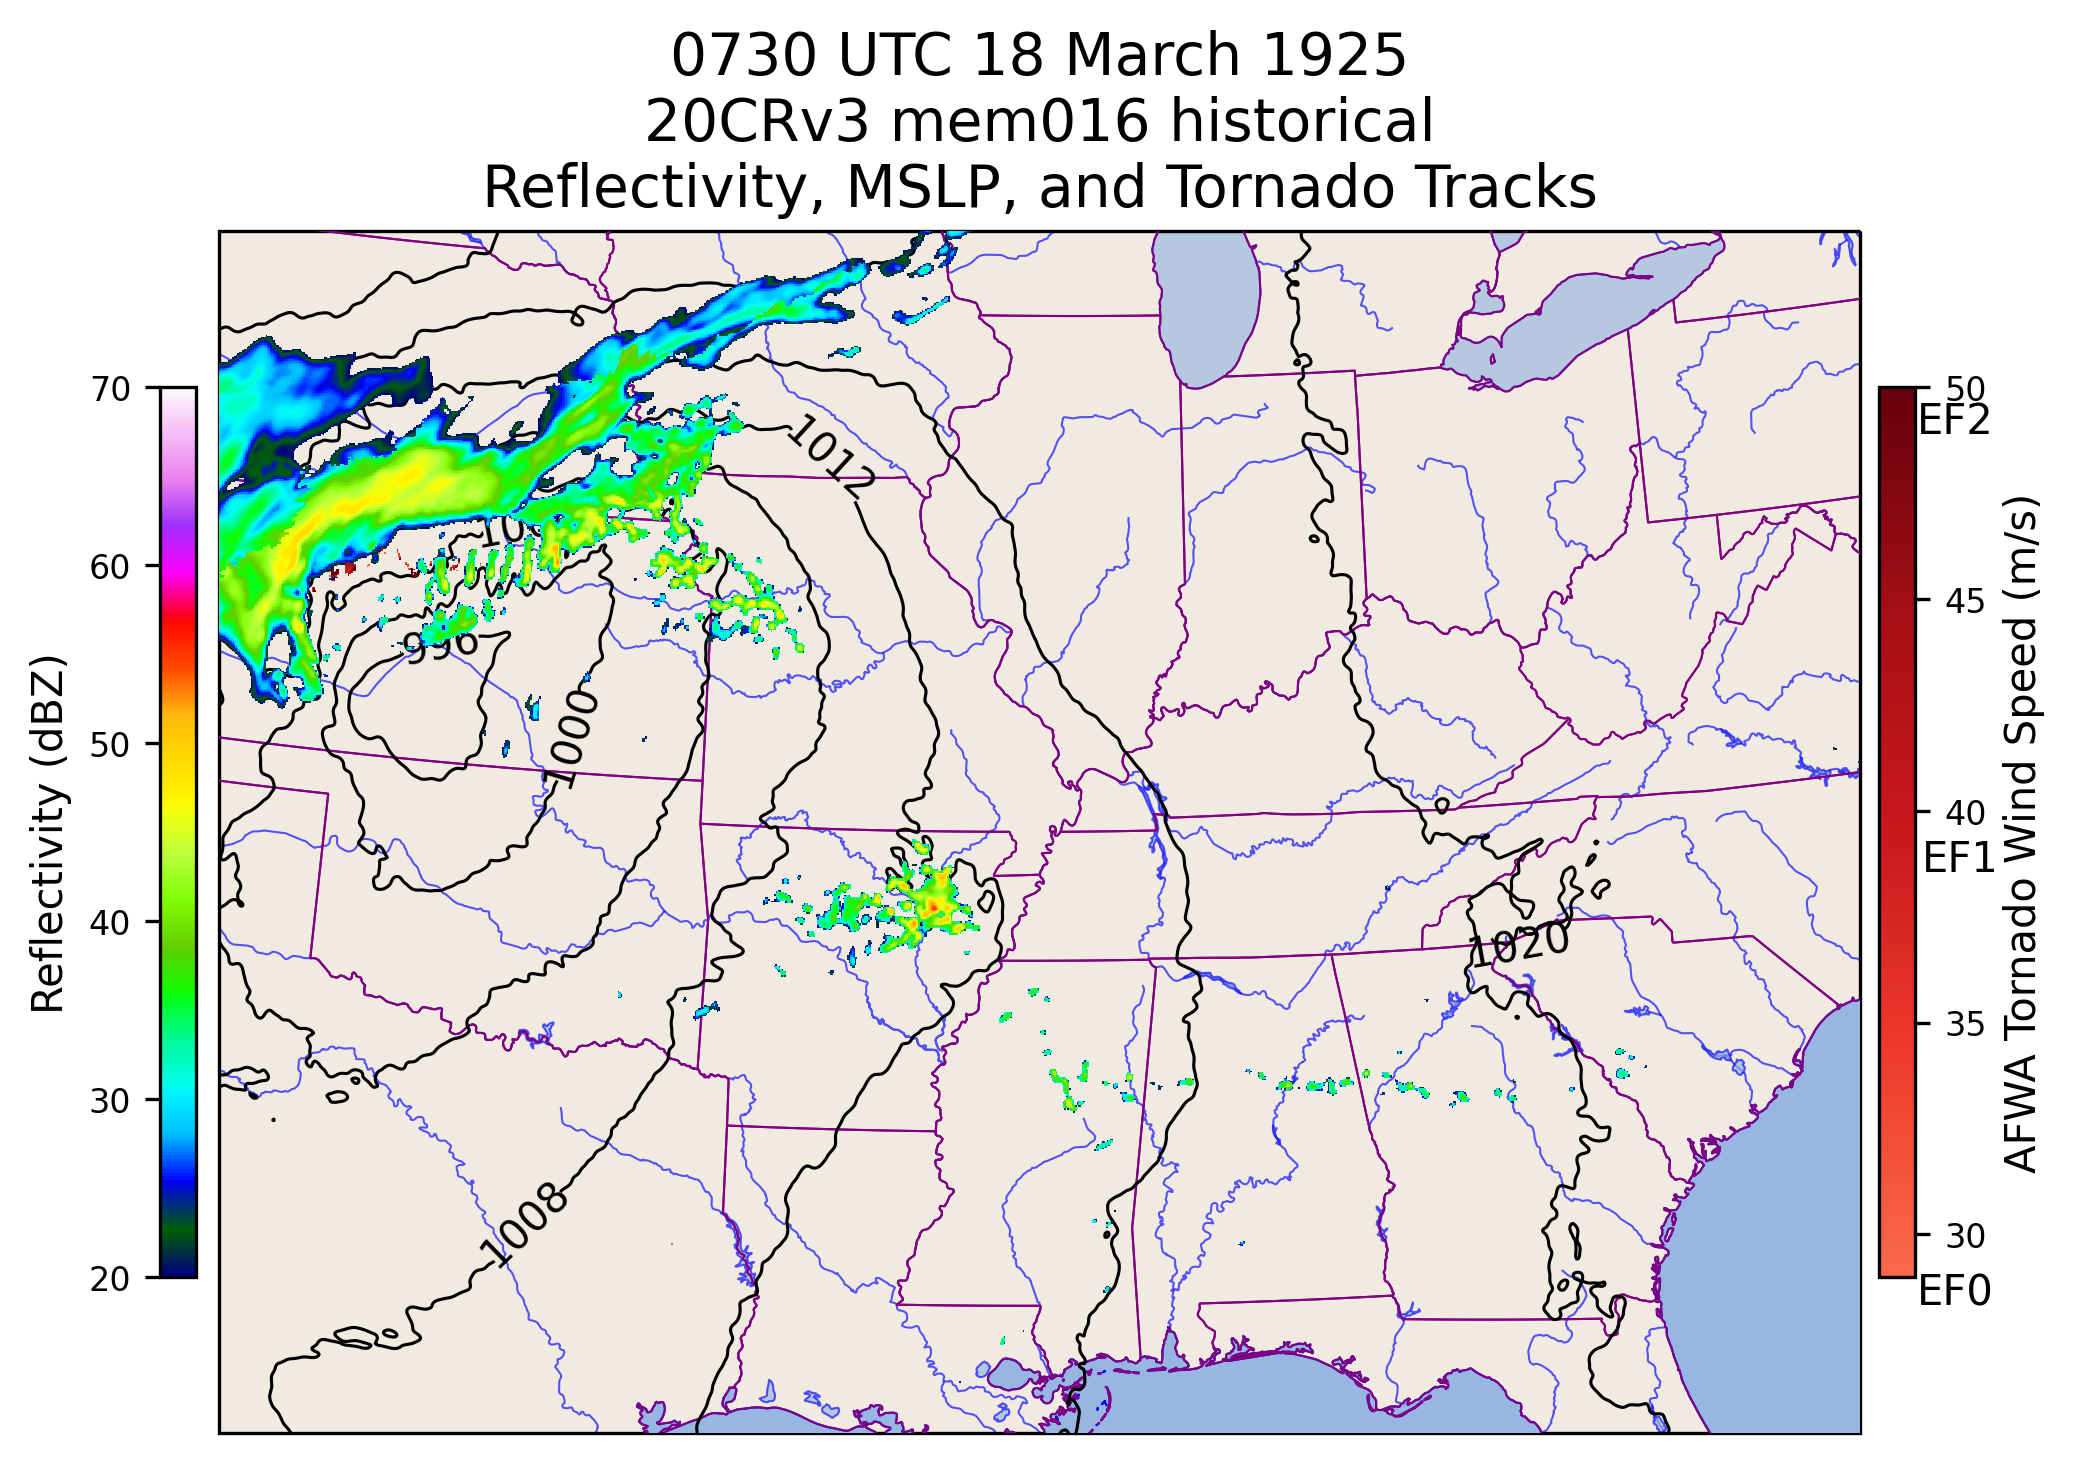 0730 UTC 18 March 1925
20CRv3 mem016 historical
Reflectivity, MSLP, and Tornado Tracks
Reflectivity (dBZ)
70
60
50
40
30
20
1012
996
1000
1020
1008
50
EF2
45
40
EF1
35
30
EF0
AFWA Tornado Wind Speed (m/s)